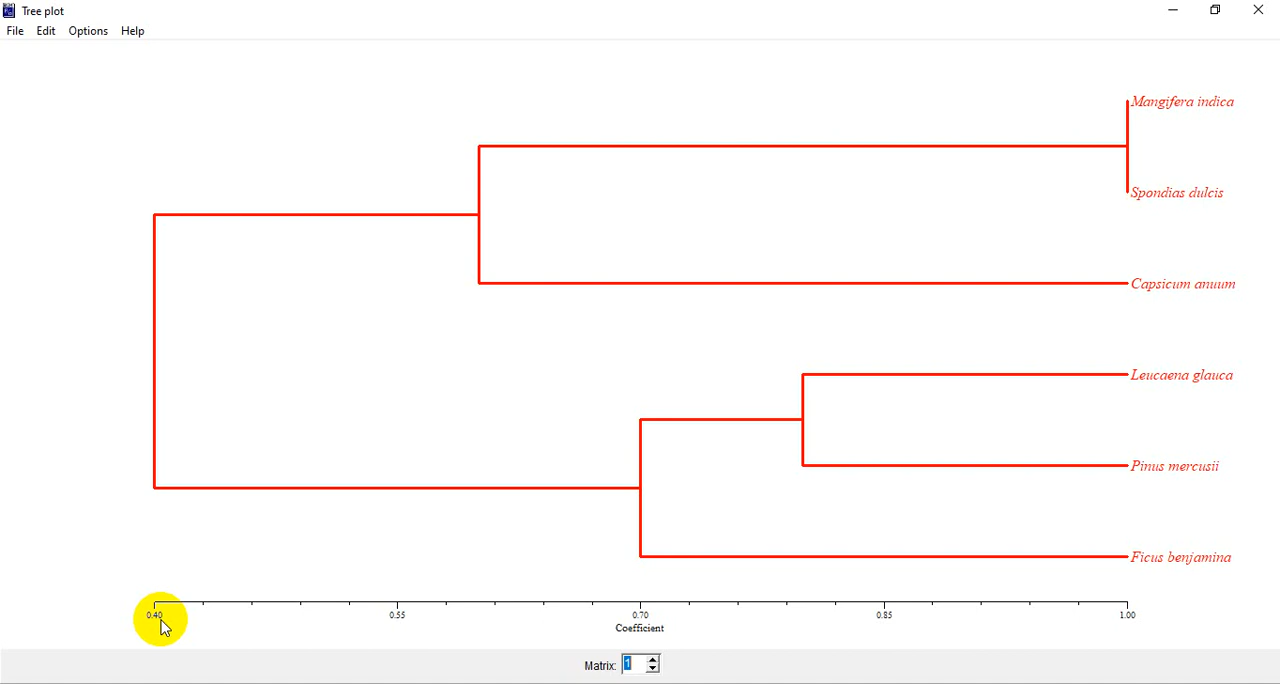 Tree plot
File Edit Options Help
Mangifera indica
Spondias dulcis
Capsicum anuum
Leucaena glauca
Pinus mercusii
Ficus benjamina
0.40 0.55 0.70 0.85 1.00
Coefficient
Matrix: 1